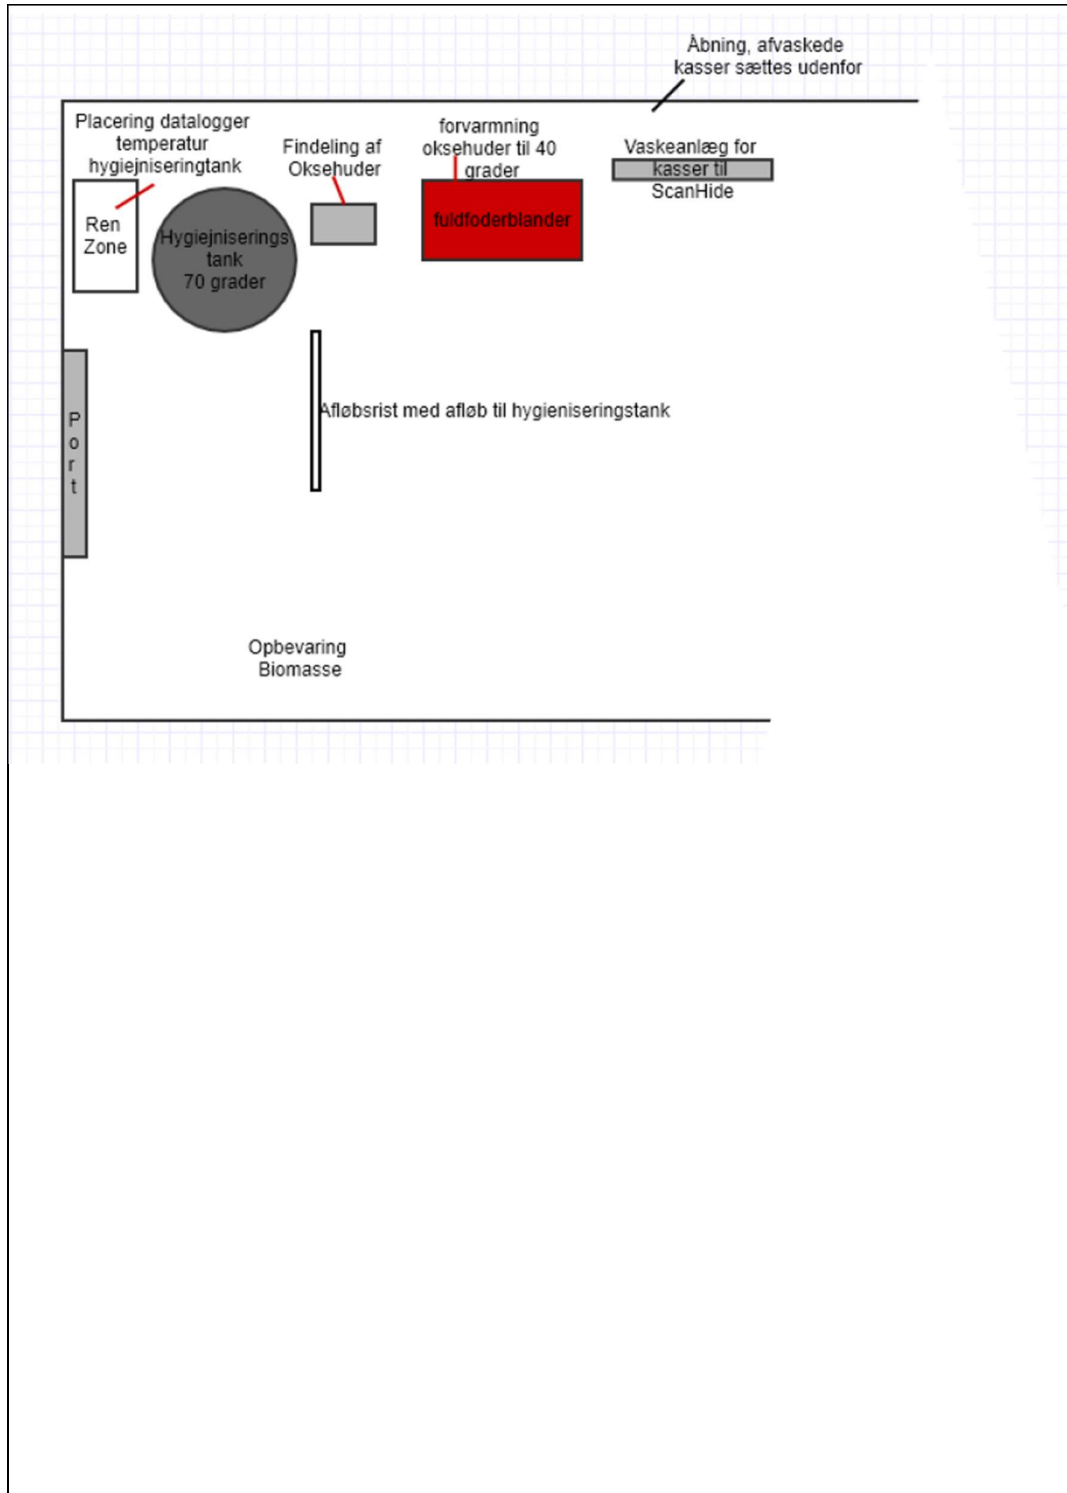 Åbning, afvaskede
kasser sættes udenfor
Placering datalogger
temperatur
hygiejniseringtank
Findeling af
Oksehuder
forvarmning
oksehuder til 40
grader
Vaskeanlæg for
kasser til
ScanHide
Ren
Zone
Hygiejniserings
tank
70 grader
fuldfoderblander
Afløbsrist med afløb til hygieniseringstank
P
o
r
t
Opbevaring
Biomasse